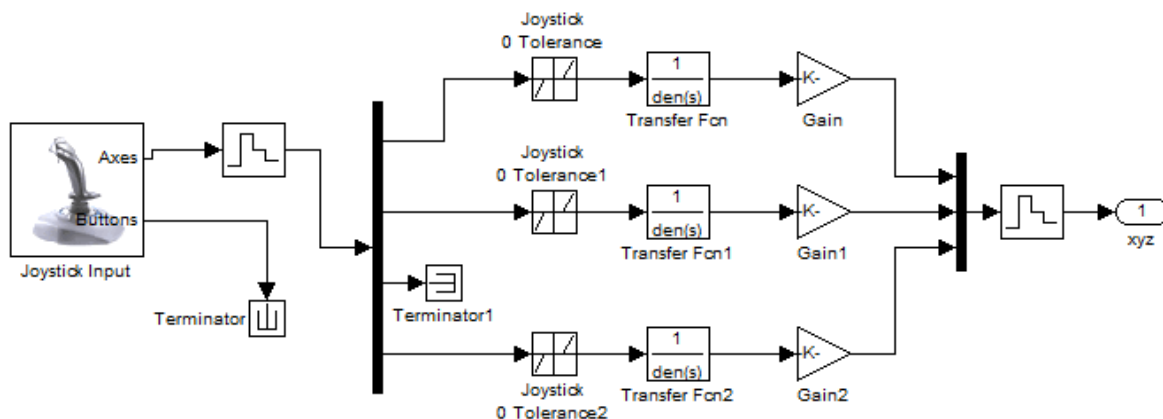 Joystick
0 Tolerance
1
den(s)
Transfer Fcn
K-
Gain
Axes
Buttons
Joystick Input
Terminator
Joystick
0 Tolerance1
1
den(s)
Transfer Fcn1
K-
Gain1
1
xyz
Terminator1
Joystick
0 Tolerance2
1
den(s)
Transfer Fcn2
K-
Gain2